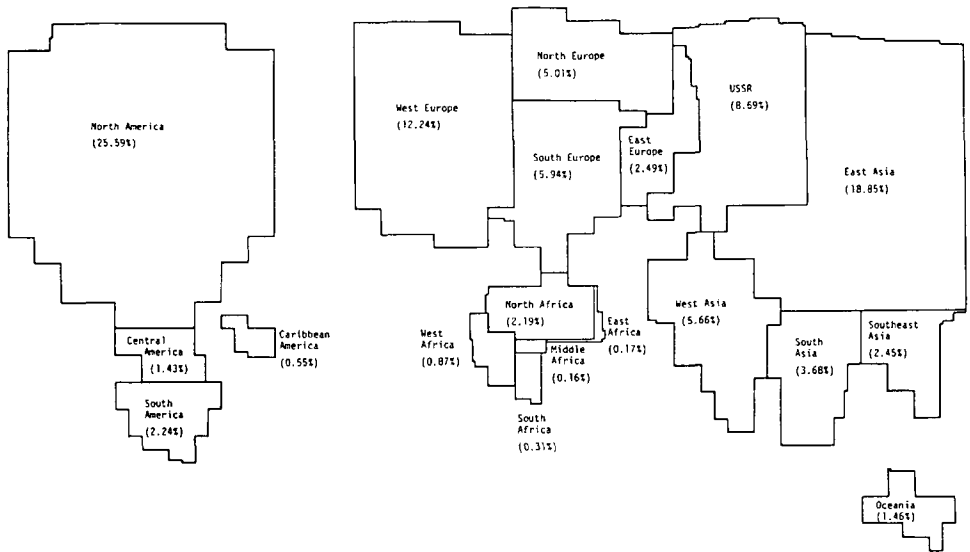 North America
(25.59%)
Central
America
(1.43%)
South
America
(2.24%)
Caribbean
America
(0.55%)
West Europe
(12.24%)
North Europe
(5.01%)
South Europe
(5.94%)
East
Europe
(2.49%)
USSR
(8.69%)
East Asia
(18.85%)
North Africa
(2.19%)
West
Africa
(0.87%)
East
Africa
(0.17%)
Middle
Africa
(0.16%)
South
Africa
(0.31%)
West Asia
(5.66%)
South
Asia
(3.68%)
Southeast
Asia
(2.45%)
Oceania
(1.46%)